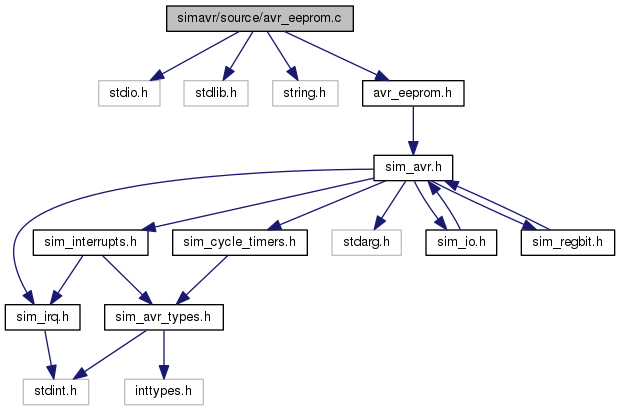 simavr/source/avr_eeprom.c
stdio.h
stdlib.h
string.h
avr_eeprom.h
sim_avr.h
sim_interrupts.h
sim_cycle_timers.h
stdarg.h
sim_io.h
sim_regbit.h
sim_irq.h
sim_avr_types.h
stdint.h
inttypes.h